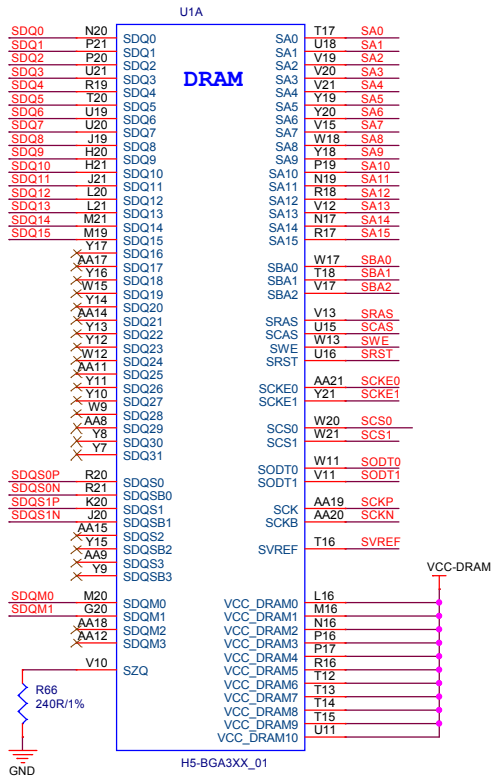 U1A
DRAM
SDQ0 N20 SDQ0 SA0 T17 SA0
SDQ1 P21 SDQ1 SA1 U18 SA1
SDQ2 P20 SDQ2 SA2 V19 SA2
SDQ3 U21 SDQ3 SA3 V20 SA3
SDQ4 R19 SDQ4 SA4 V21 SA4
SDQ5 T20 SDQ5 SA5 Y19 SA5
SDQ6 U19 SDQ6 SA6 Y20 SA6
SDQ7 U20 SDQ7 SA7 V15 SA7
SDQ8 J19 SDQ8 SA8 W18 SA8
SDQ9 H20 SDQ9 SA9 Y18 SA9
SDQ10 H21 SDQ10 SA10 P19 SA10
SDQ11 J21 SDQ11 SA11 N19 SA11
SDQ12 L20 SDQ12 SA12 R18 SA12
SDQ13 L21 SDQ13 SA13 V12 SA13
SDQ14 M21 SDQ14 SA14 N17 SA14
SDQ15 M19 SDQ15 SA15 R17 SA15
Y17 SDQ16
AA17 SDQ17 SBA0 W17 SBA0
Y16 SDQ18 SBA1 T18 SBA1
W15 SDQ19 SBA2 V17 SBA2
Y14 SDQ20
AA14 SDQ21 SRAS V13 SRAS
Y13 SDQ22 SCAS U15 SCAS
Y12 SDQ23 SWE W13 SWE
W12 SDQ24 SRST U16 SRST
AA11 SDQ25
Y11 SDQ26 SCKE0 AA21 SCKE0
Y10 SDQ27 SCKE1 Y21 SCKE1
W9 SDQ28
AA8 SDQ29 SCS0 W20 SCS0
Y8 SDQ30 SCS1 W21 SCS1
Y7 SDQ31
SODT0 W11 SODT0
SDQS0P R20 SDQS0 SODT1 V11 SODT1
SDQS0N R21 SDQSB0
SDQS1P K20 SDQS1 SCK AA19 SCKP
SDQS1N J20 SDQSB1 SCKB AA20 SCKN
AA15 SDQS2
Y15 SDQSB2 SVREF T16 SVREF
AA9 SDQS3
Y9 SDQSB3
VCC-DRAM
SDQM0 M20 SDQM0 VCC_DRAM0 L16
SDQM1 G20 SDQM1 VCC_DRAM1 M16
AA18 SDQM2 VCC_DRAM2 N16
AA12 SDQM3 VCC_DRAM3 P16
VCC_DRAM4 P17
V10 SZQ VCC_DRAM5 R16
VCC_DRAM6 T12
R66 VCC_DRAM7 T13
240R/1% VCC_DRAM8 T14
VCC_DRAM9 T15
VCC_DRAM10 U11
GND
H5-BGA3XX_01